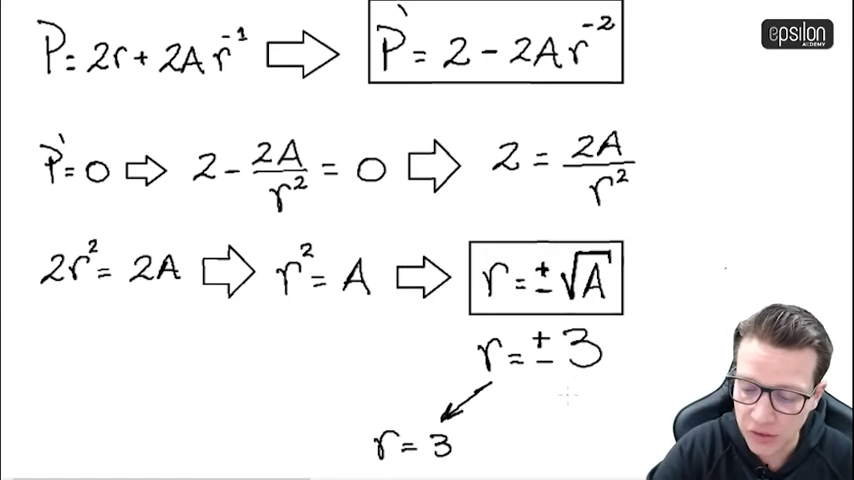 P = 2r + 2Ar⁻¹ ⇨ P' = 2 - 2Ar⁻²
epsilon
ACADEMY
P' = 0 ⇨ 2 - 2A/r² = 0 ⇨ 2 = 2A/r²
2r² = 2A ⇨ r² = A ⇨ r = ±√A
r = ±3
r = 3